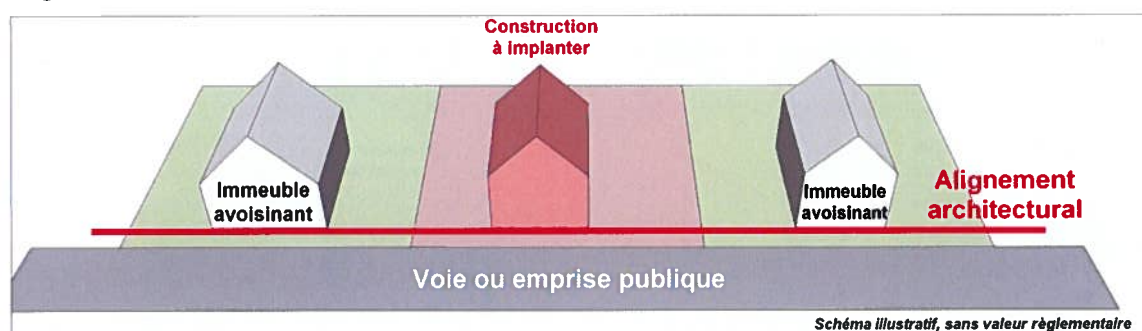 Construction
à implanter
Immeuble
avoisinant
Immeuble
avoisinant
Alignement
architectural
Voie ou emprise publique
Schéma illustratif, sans valeur règlementaire